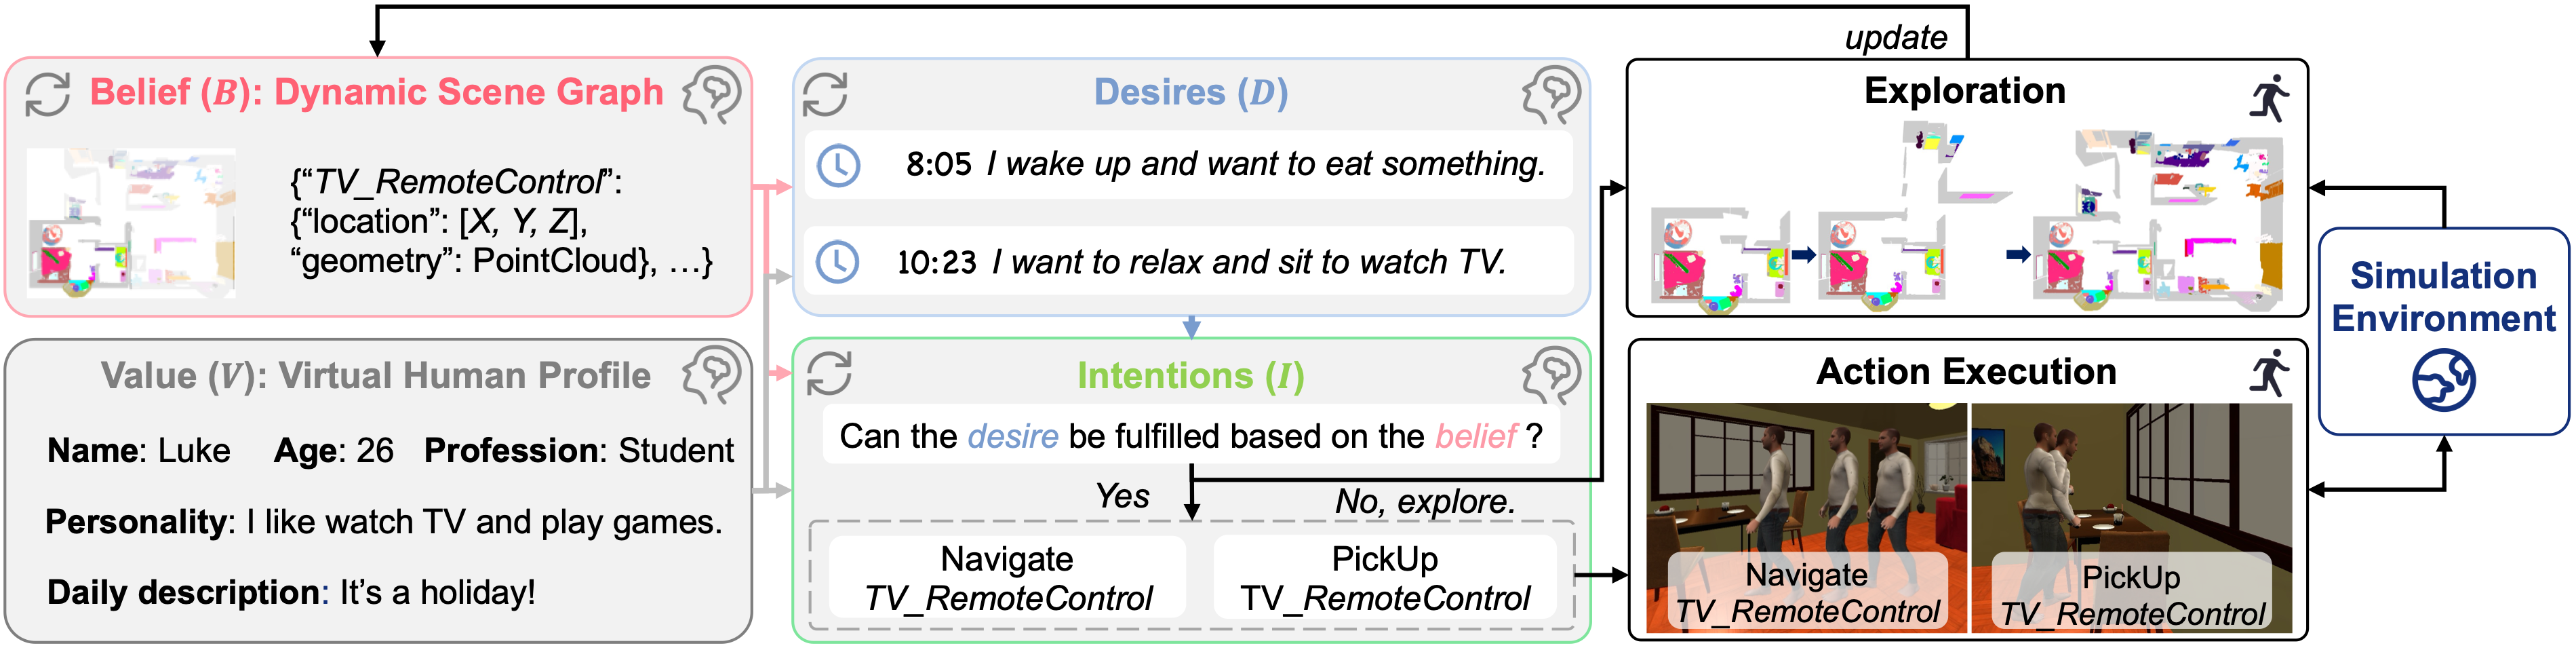 update
Belief (B): Dynamic Scene Graph
{“TV_RemoteControl”:
{“location”: [X, Y, Z],
“geometry”: PointCloud}, …}
Value (V): Virtual Human Profile
Name: Luke Age: 26 Profession: Student
Personality: I like watch TV and play games.
Daily description: It’s a holiday!
Desires (D)
8:05 I wake up and want to eat something.
10:23 I want to relax and sit to watch TV.
Intentions (I)
Can the desire be fulfilled based on the belief ?
Yes
No, explore.
Navigate
TV_RemoteControl
PickUp
TV_RemoteControl
Exploration
Action Execution
Navigate
TV_RemoteControl
PickUp
TV_RemoteControl
Simulation
Environment